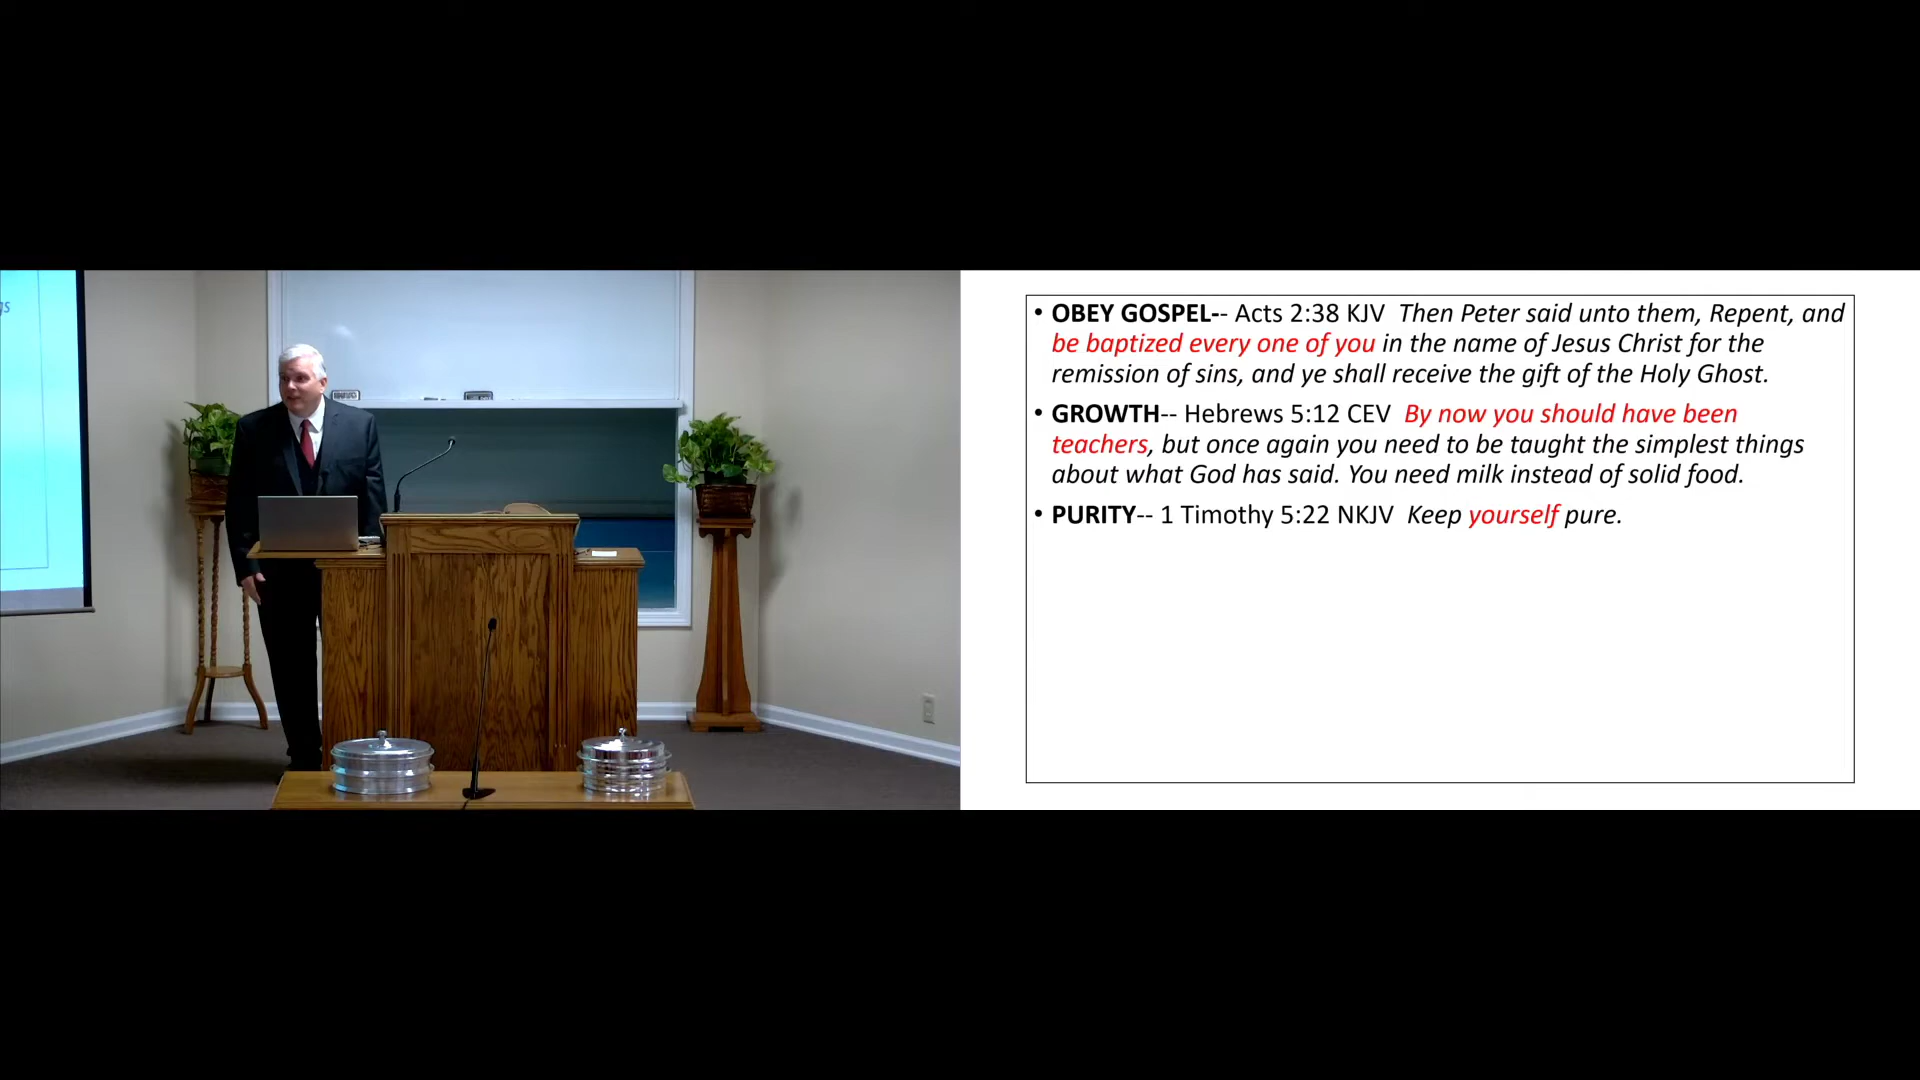 gs
• OBEY GOSPEL-- Acts 2:38 KJV Then Peter said unto them, Repent, and
be baptized every one of you in the name of Jesus Christ for the
remission of sins, and ye shall receive the gift of the Holy Ghost.
• GROWTH-- Hebrews 5:12 CEV By now you should have been
teachers, but once again you need to be taught the simplest things
about what God has said. You need milk instead of solid food.
• PURITY-- 1 Timothy 5:22 NKJV Keep yourself pure.